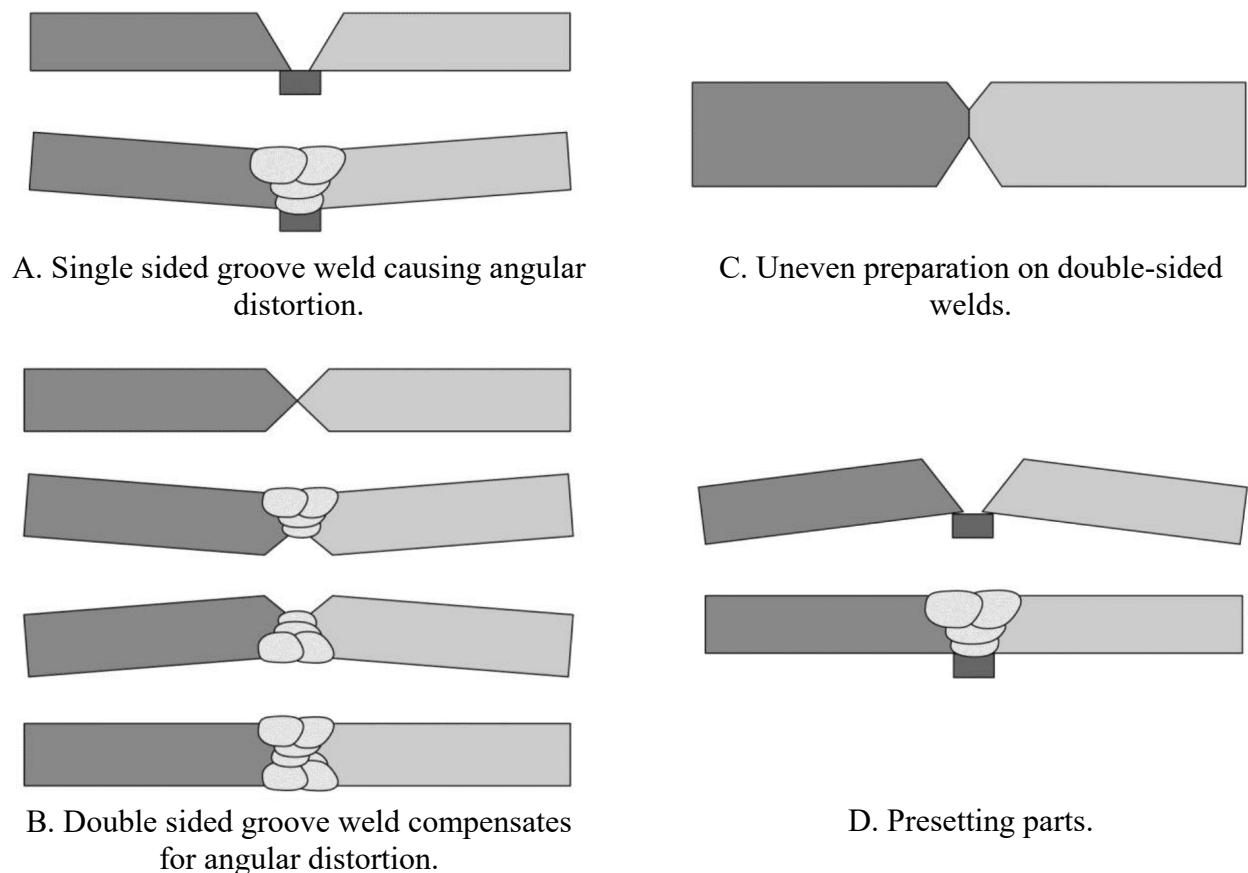 A. Single sided groove weld causing angular
distortion.
C. Uneven preparation on double-sided
welds.
B. Double sided groove weld compensates
for angular distortion.
D. Presetting parts.